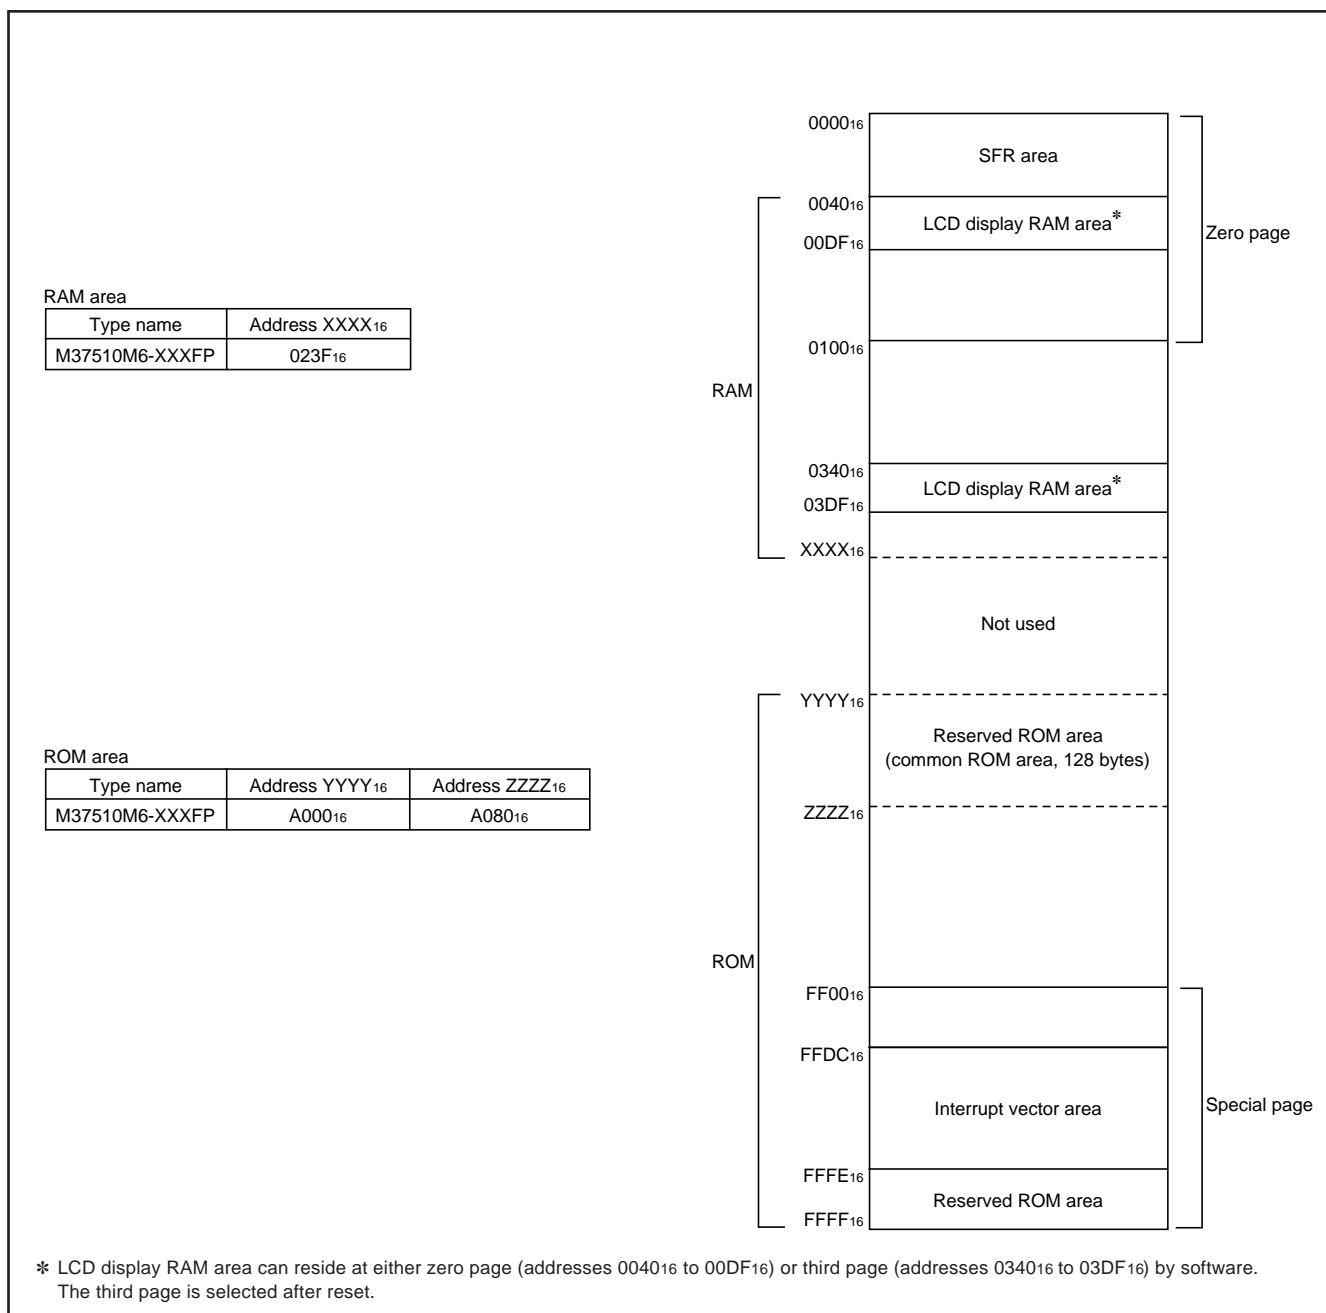 0000₁₆
SFR area
0040₁₆
LCD display RAM area*
00DF₁₆
Zero page
RAM area
Type name Address XXXX₁₆
M37510M6-XXXFP 023F₁₆
0100₁₆
RAM
0340₁₆
LCD display RAM area*
03DF₁₆
XXXX₁₆
Not used
YYYY₁₆
Reserved ROM area
(common ROM area, 128 bytes)
ROM area
Type name Address YYYY₁₆ Address ZZZZ₁₆
M37510M6-XXXFP A000₁₆ A080₁₆
ZZZZ₁₆
ROM
FF00₁₆
FFDC₁₆
Interrupt vector area
Special page
FFFE₁₆
Reserved ROM area
FFFF₁₆
* LCD display RAM area can reside at either zero page (addresses 0040₁₆ to 00DF₁₆) or third page (addresses 0340₁₆ to 03DF₁₆) by software.
The third page is selected after reset.